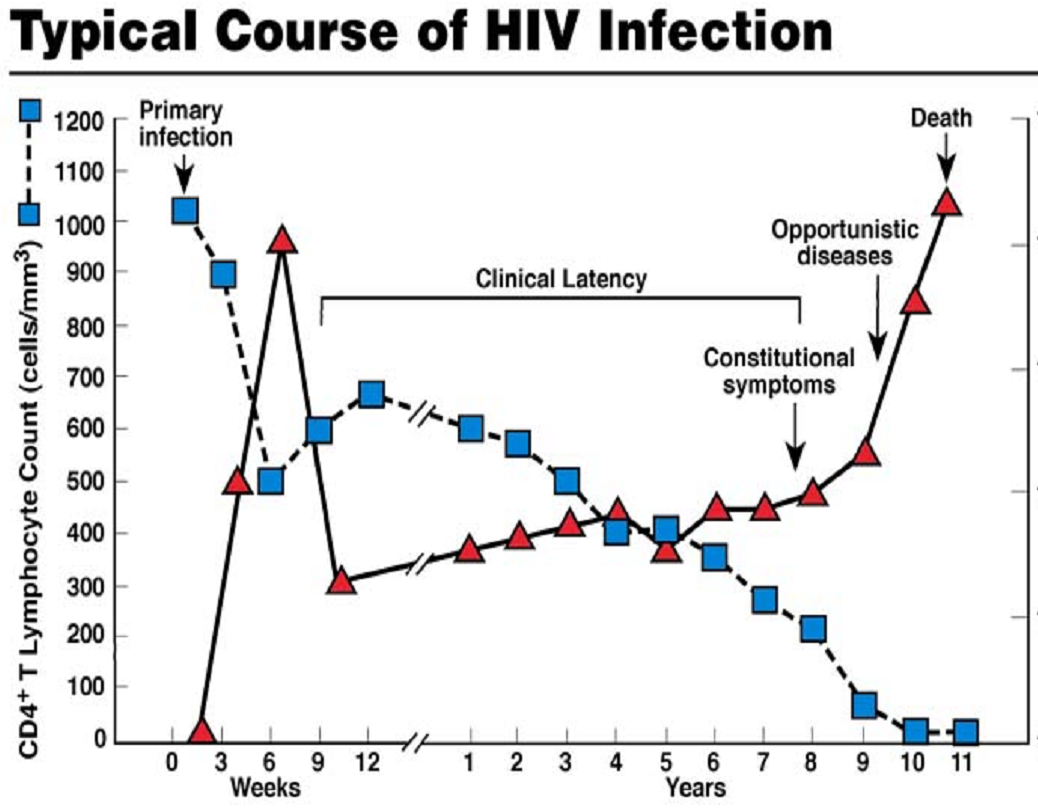 Typical Course of HIV Infection
CD4+ T Lymphocyte Count (cells/mm3)
1200
1100
1000
900
800
700
600
500
400
300
200
100
0
Primary
infection
Clinical Latency
Constitutional
symptoms
Opportunistic
diseases
Death
0 3 6 9 12 1 2 3 4 5 6 7 8 9 10 11
Weeks Years